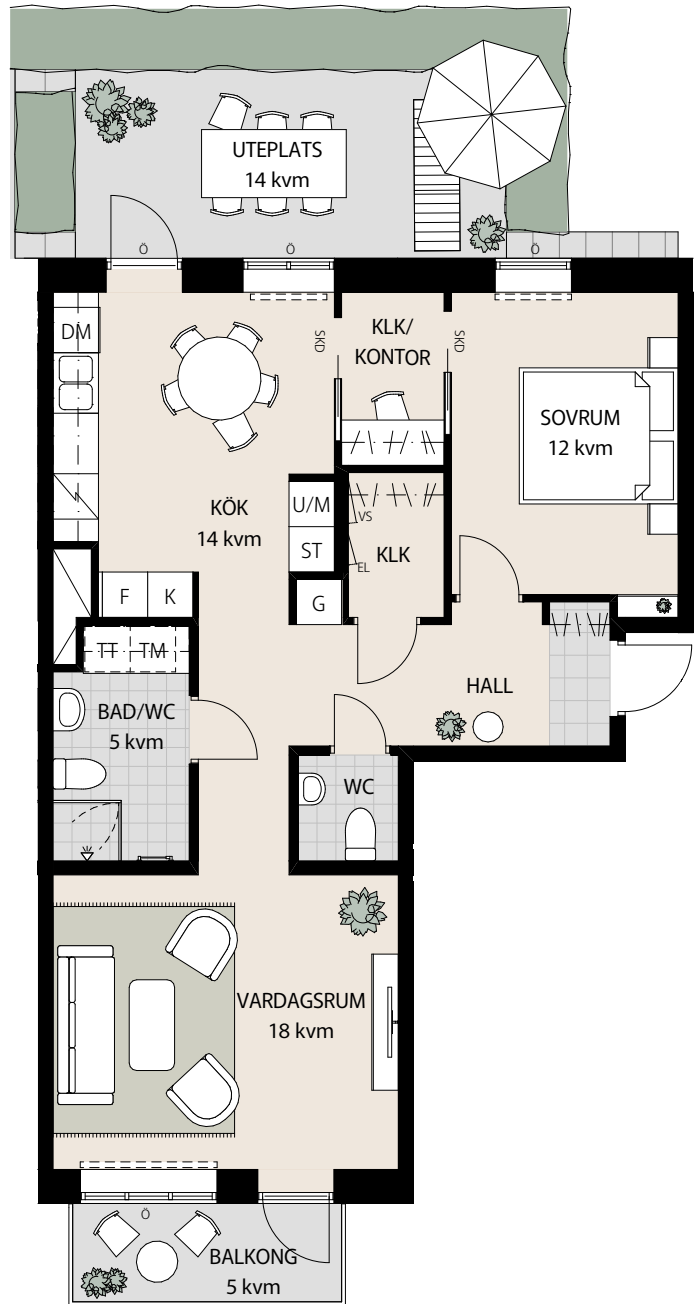 UTEPLATS
14 kvm
Ö
Ö
Ö
DM
SKD
KLK/
KONTOR
SKD
SOVRUM
12 kvm
KÖK
14 kvm
U/M
VS
ST
KLK
EL
F
K
G
TT
TM
HALL
BAD/WC
5 kvm
WC
VARDAGSRUM
18 kvm
Ö
BALKONG
5 kvm